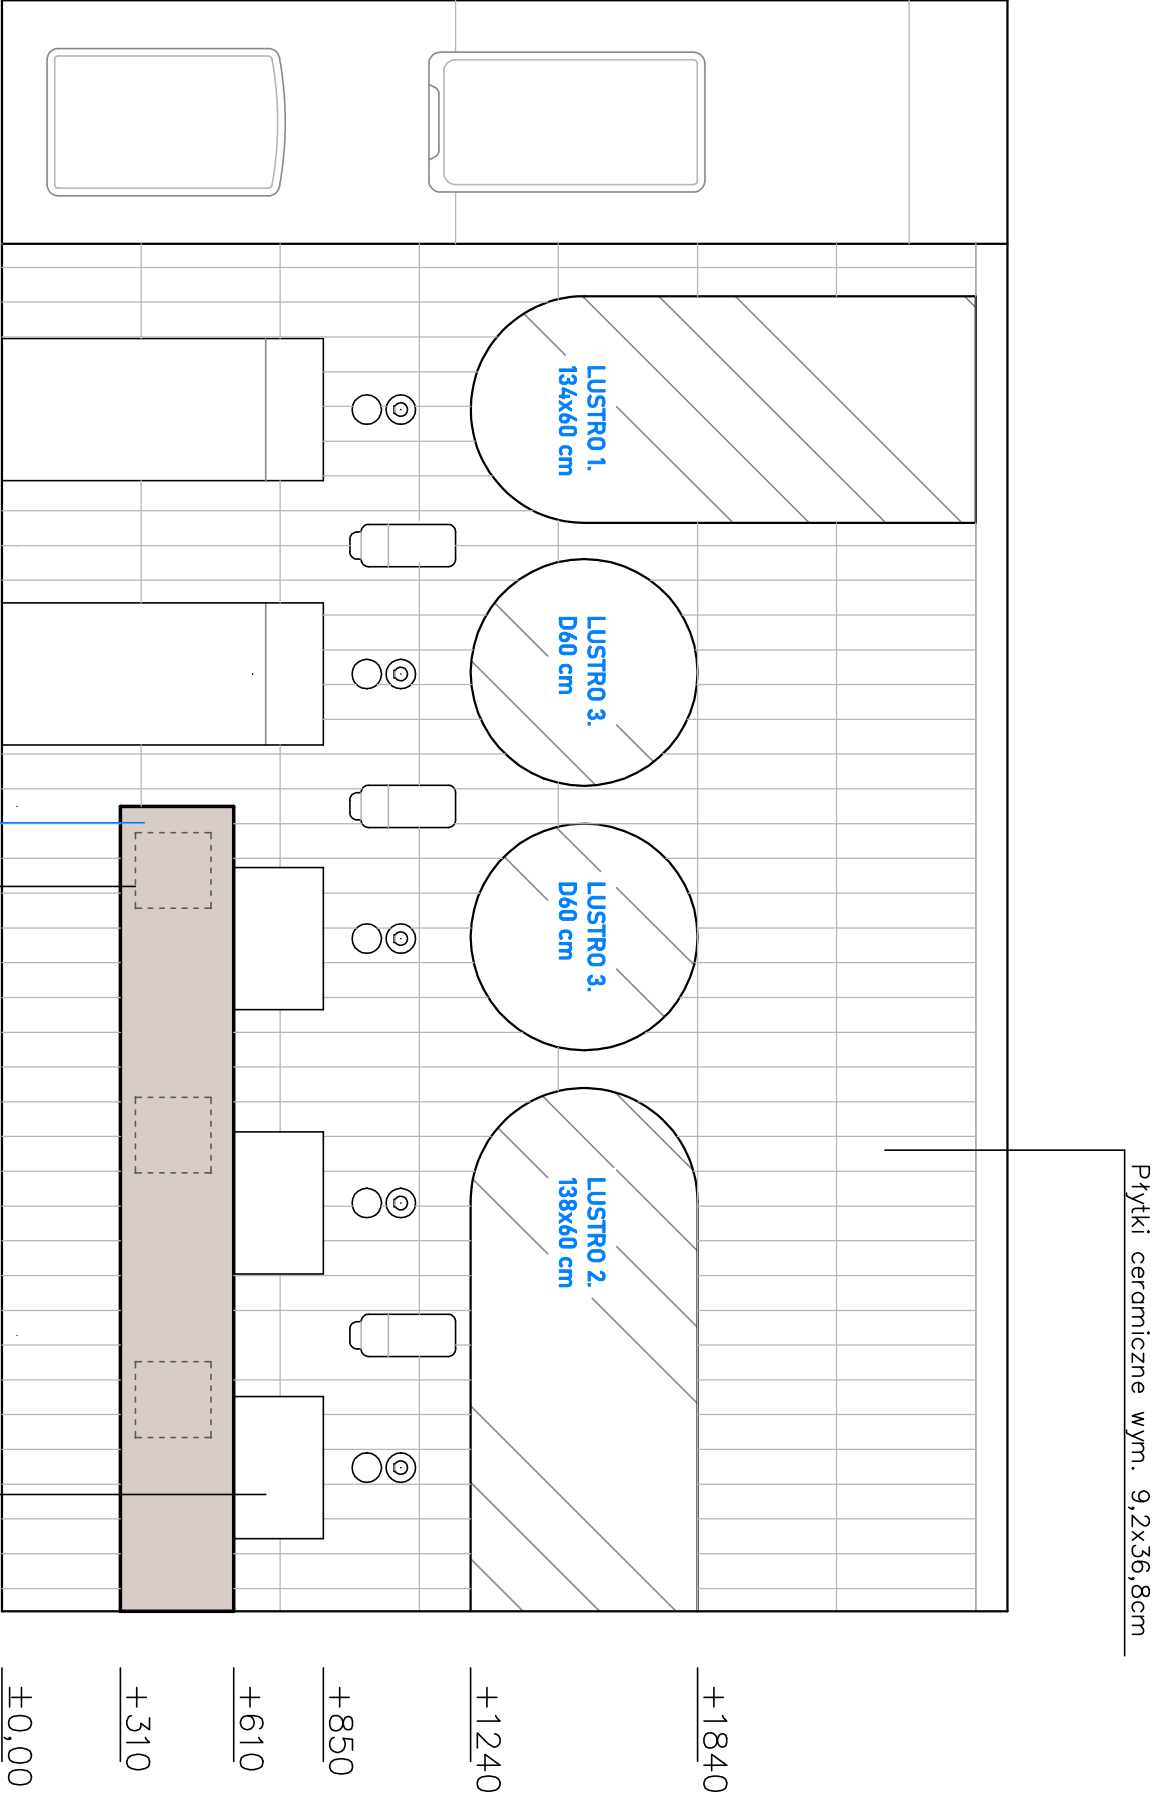 Płytki ceramiczne wym. 9,2x36,8cm
LUSTRO 1.
134x60 cm
LUSTRO 3.
D60 cm
LUSTRO 3.
D60 cm
LUSTRO 2.
138x60 cm
+1840
+1240
+850
+610
+310
±0,00